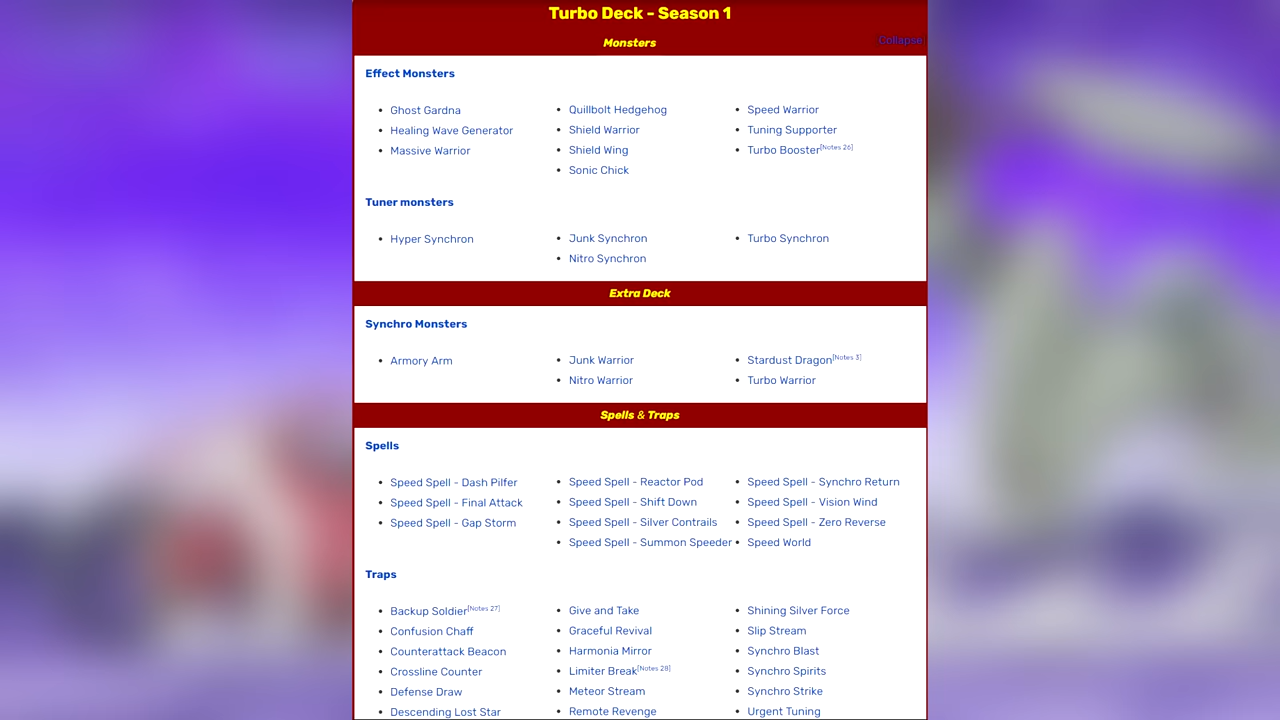 Turbo Deck - Season 1
Monsters
Collapse
Effect Monsters
Ghost Gardna
Healing Wave Generator
Massive Warrior
Quillbolt Hedgehog
Shield Warrior
Shield Wing
Sonic Chick
Speed Warrior
Tuning Supporter
Turbo Booster[Notes 26]
Tuner monsters
Hyper Synchron
Junk Synchron
Nitro Synchron
Turbo Synchron
Extra Deck
Synchro Monsters
Armory Arm
Junk Warrior
Nitro Warrior
Stardust Dragon[Notes 3]
Turbo Warrior
Spells & Traps
Spells
Speed Spell - Dash Pilfer
Speed Spell - Final Attack
Speed Spell - Gap Storm
Speed Spell - Reactor Pod
Speed Spell - Shift Down
Speed Spell - Silver Contrails
Speed Spell - Summon Speeder
Speed Spell - Synchro Return
Speed Spell - Vision Wind
Speed Spell - Zero Reverse
Speed World
Traps
Backup Soldier[Notes 27]
Confusion Chaff
Counterattack Beacon
Crossline Counter
Defense Draw
Descending Lost Star
Give and Take
Graceful Revival
Harmonia Mirror
Limiter Break[Notes 28]
Meteor Stream
Remote Revenge
Shining Silver Force
Slip Stream
Synchro Blast
Synchro Spirits
Synchro Strike
Urgent Tuning